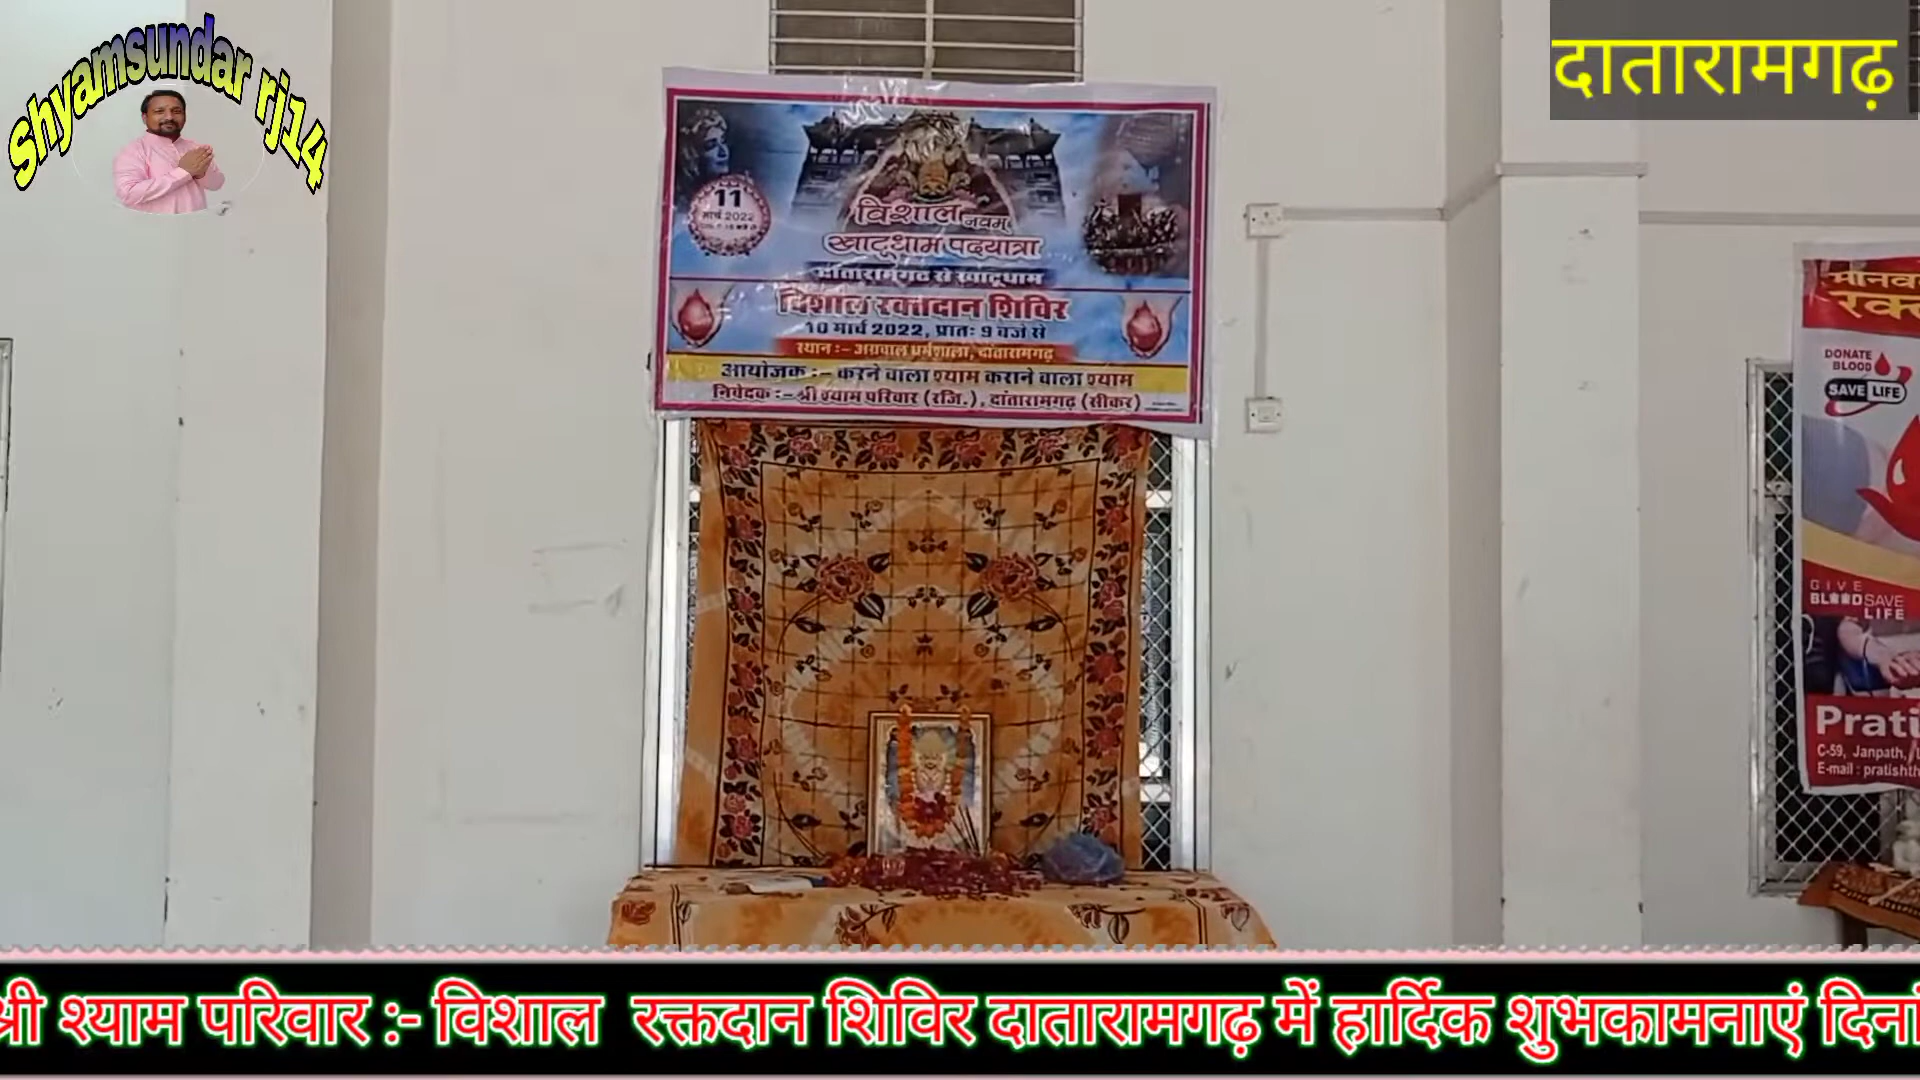 shyamsundar rj14
दातारामगढ़
11
मार्च 2022
विशाल नवम्
खाटूधाम पदयात्रा
दांतारामगढ से खाटूधाम
विशाल रक्तदान शिविर
10 मार्च 2022, प्रातः 9 बजे से
स्थान :- अग्रवाल धर्मशाला, दांतारामगढ़
आयोजक :- करने वाला श्याम कराने वाला श्याम
निवेदक :- श्री श्याम परिवार (रजि.), दांतारामगढ़ (सीकर)
मानव
रक्
DONATE
BLOOD
SAVE LIFE
GIVE
BLOOD SAVE
LIFE
Prati
C-59, Janpath,
E-mail : pratishth
श्री श्याम परिवार :- विशाल रक्तदान शिविर दातारामगढ़ में हार्दिक शुभकामनाएं दिनां